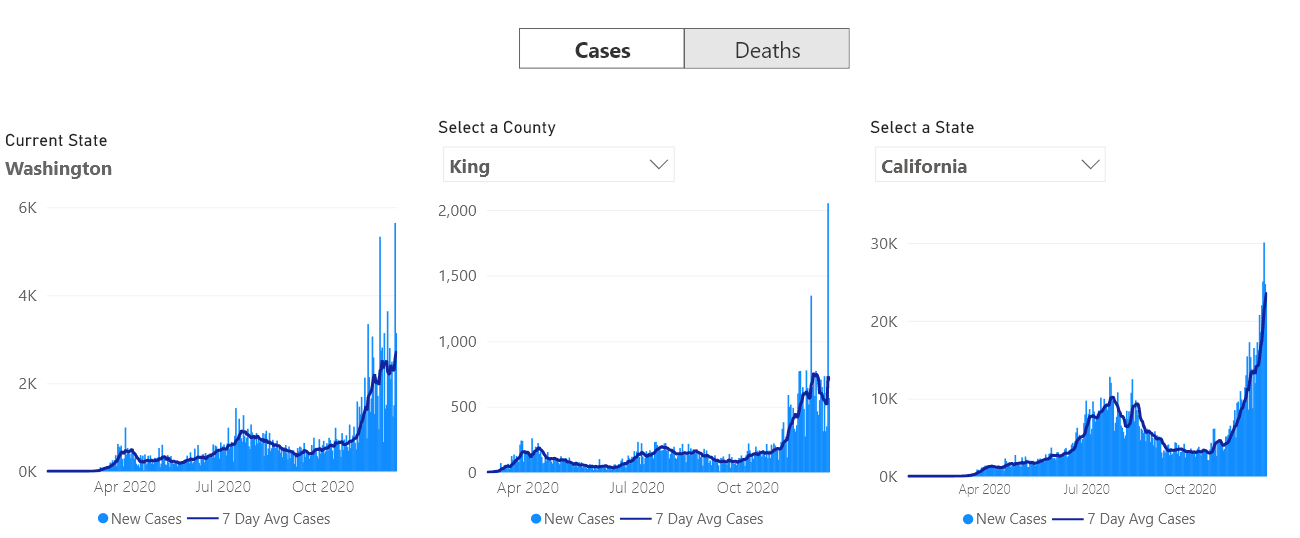 Cases Deaths
Current State
Washington
6K
4K
2K
0K
Apr 2020 Jul 2020 Oct 2020
New Cases 7 Day Avg Cases
Select a County
King
2,000
1,500
1,000
500
0
Apr 2020 Jul 2020 Oct 2020
New Cases 7 Day Avg Cases
Select a State
California
30K
20K
10K
0K
Apr 2020 Jul 2020 Oct 2020
New Cases 7 Day Avg Cases